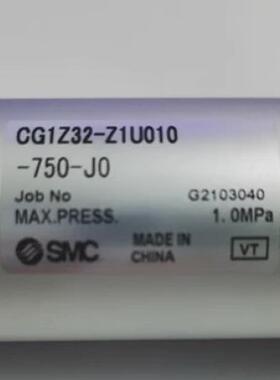 CG1Z32-Z1U010
-750-J0
Job No G2103040
MAX.PRESS. 1.0MPa
SMC MADE IN CHINA VT